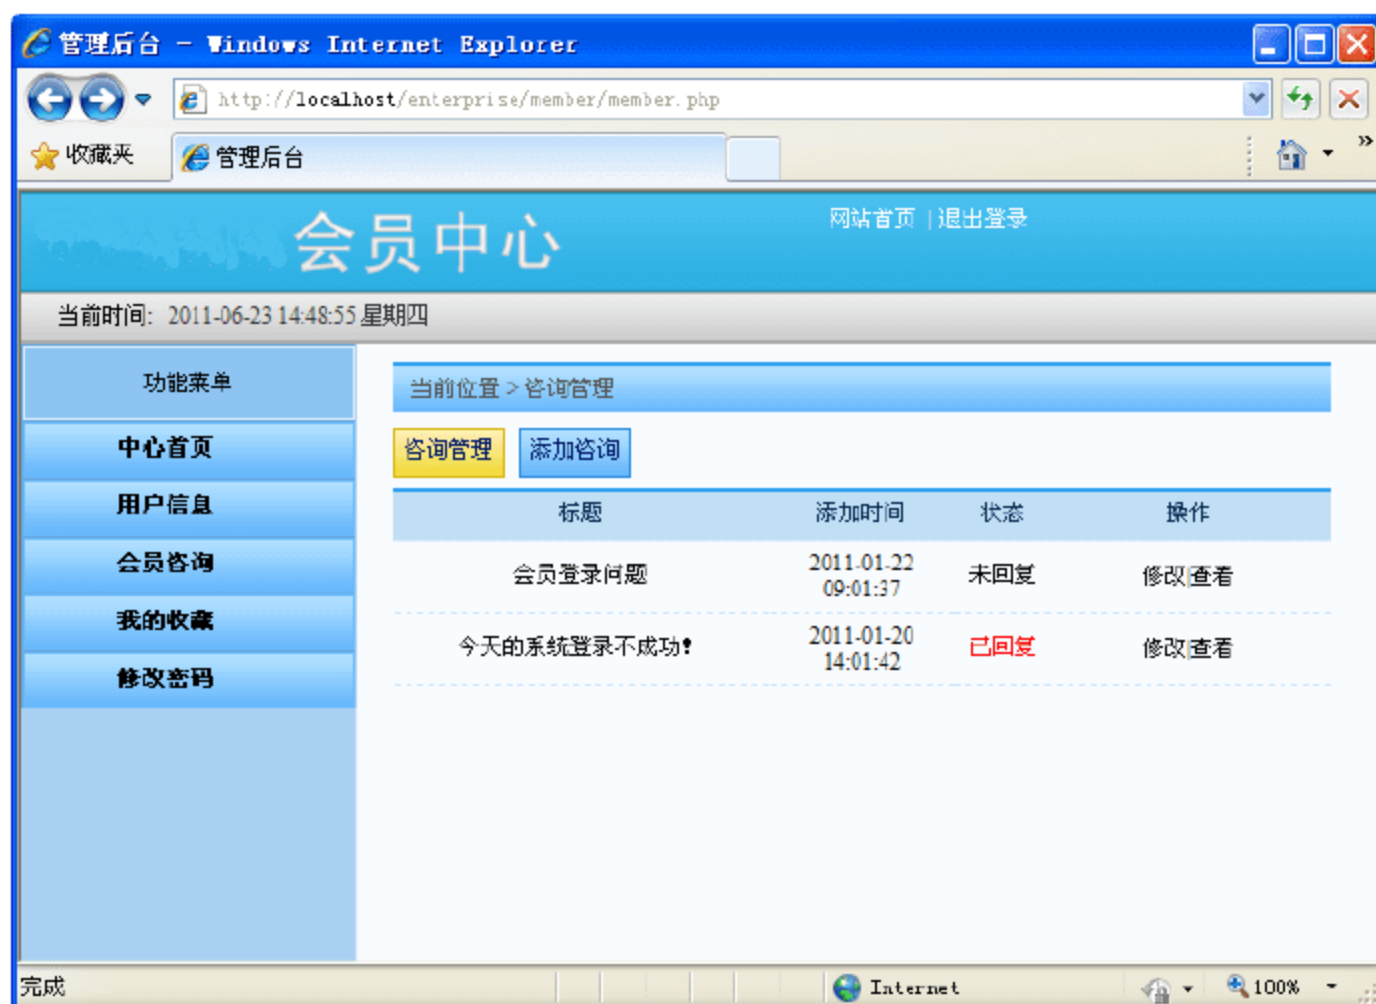 管理后台 - Windows Internet Explorer
http://localhost/enterprise/member/member.php
收藏夹
管理后台
会员中心
网站首页 | 退出登录
当前时间: 2011-06-23 14:48:55 星期四
功能菜单
中心首页
用户信息
会员咨询
我的收藏
修改密码
当前位置 > 咨询管理
咨询管理 添加咨询
标题 添加时间 状态 操作
会员登录问题 2011-01-22 09:01:37 未回复 修改|查看
今天的系统登录不成功! 2011-01-20 14:01:42 已回复 修改|查看
完成 Internet 100%